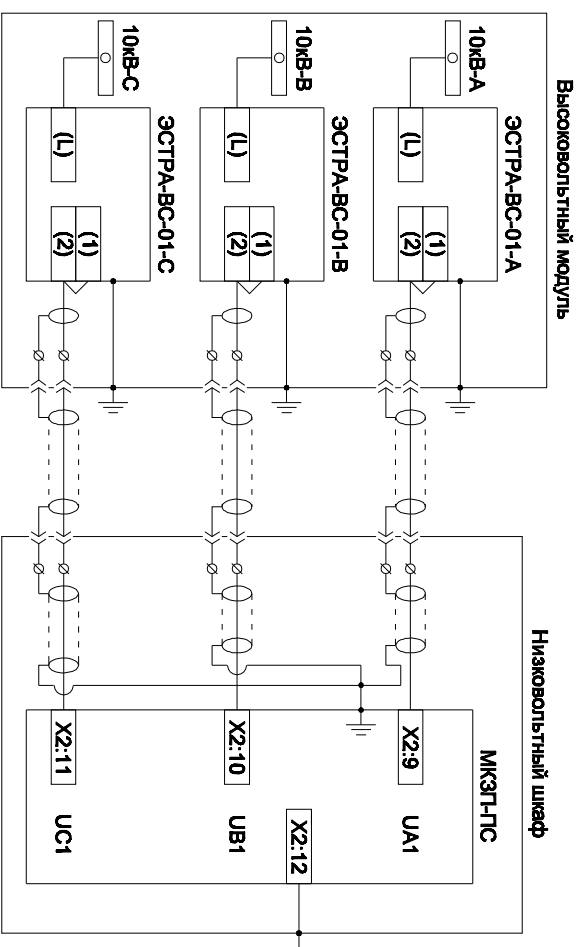 Высоковольтный модуль
10кВ-А
ЭСТРА-ВС-01-А
(L)
(1)
(2)
10кВ-В
ЭСТРА-ВС-01-В
(L)
(1)
(2)
10кВ-С
ЭСТРА-ВС-01-С
(L)
(1)
(2)
Низковольтный шкаф
МКЗП-ПС
X2:9
UA1
X2:10
UB1
X2:11
UC1
X2:12